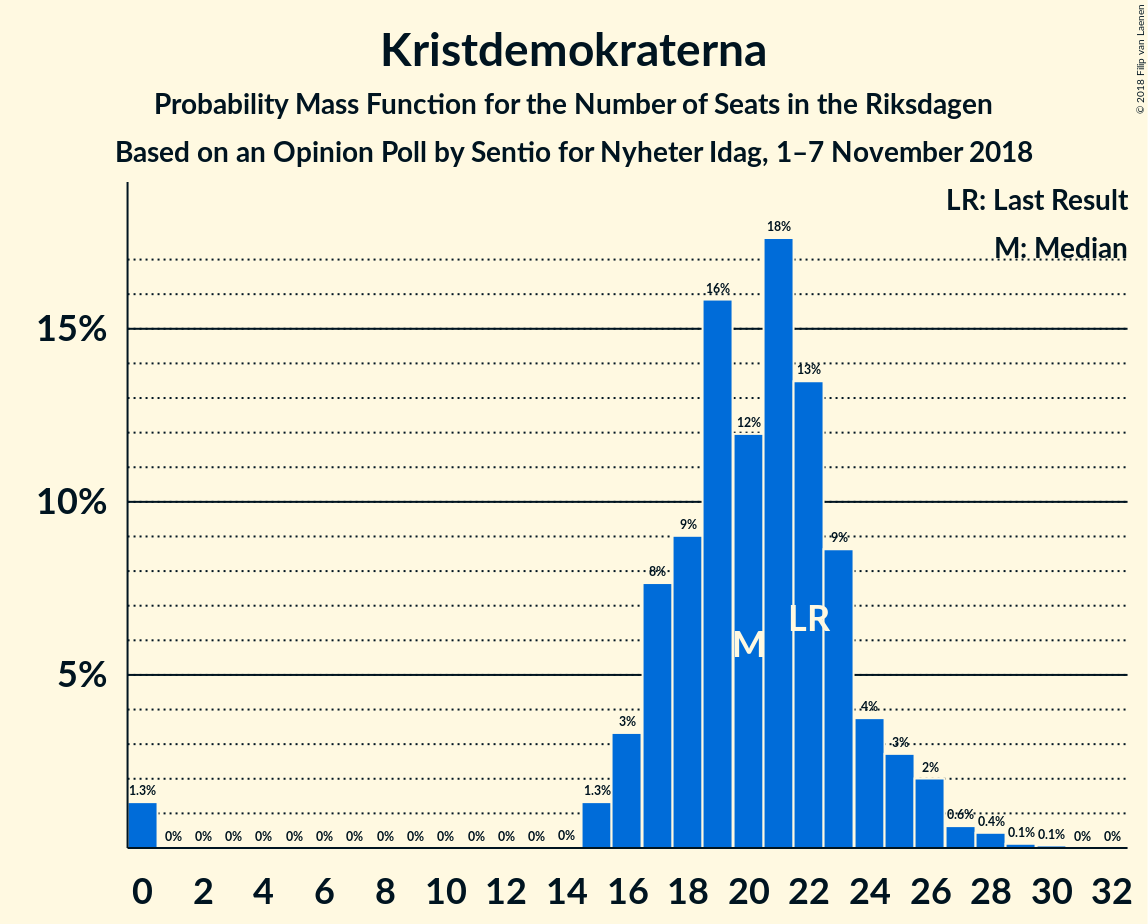 Kristdemokraterna
Probability Mass Function for the Number of Seats in the Riksdagen
Based on an Opinion Poll by Sentio for Nyheter Idag, 1–7 November 2018
© 2018 Filip van Laenen
LR: Last Result
M: Median
15%
10%
5%
1.3% 0% 0% 0% 0% 0% 0% 0% 0% 0% 0% 0% 0% 0% 0% 1.3% 3% 8% 9% 16% 12% 18% 13% 9% 4% 3% 2% 0.6% 0.4% 0.1% 0.1% 0% 0%
M
LR
0 2 4 6 8 10 12 14 16 18 20 22 24 26 28 30 32